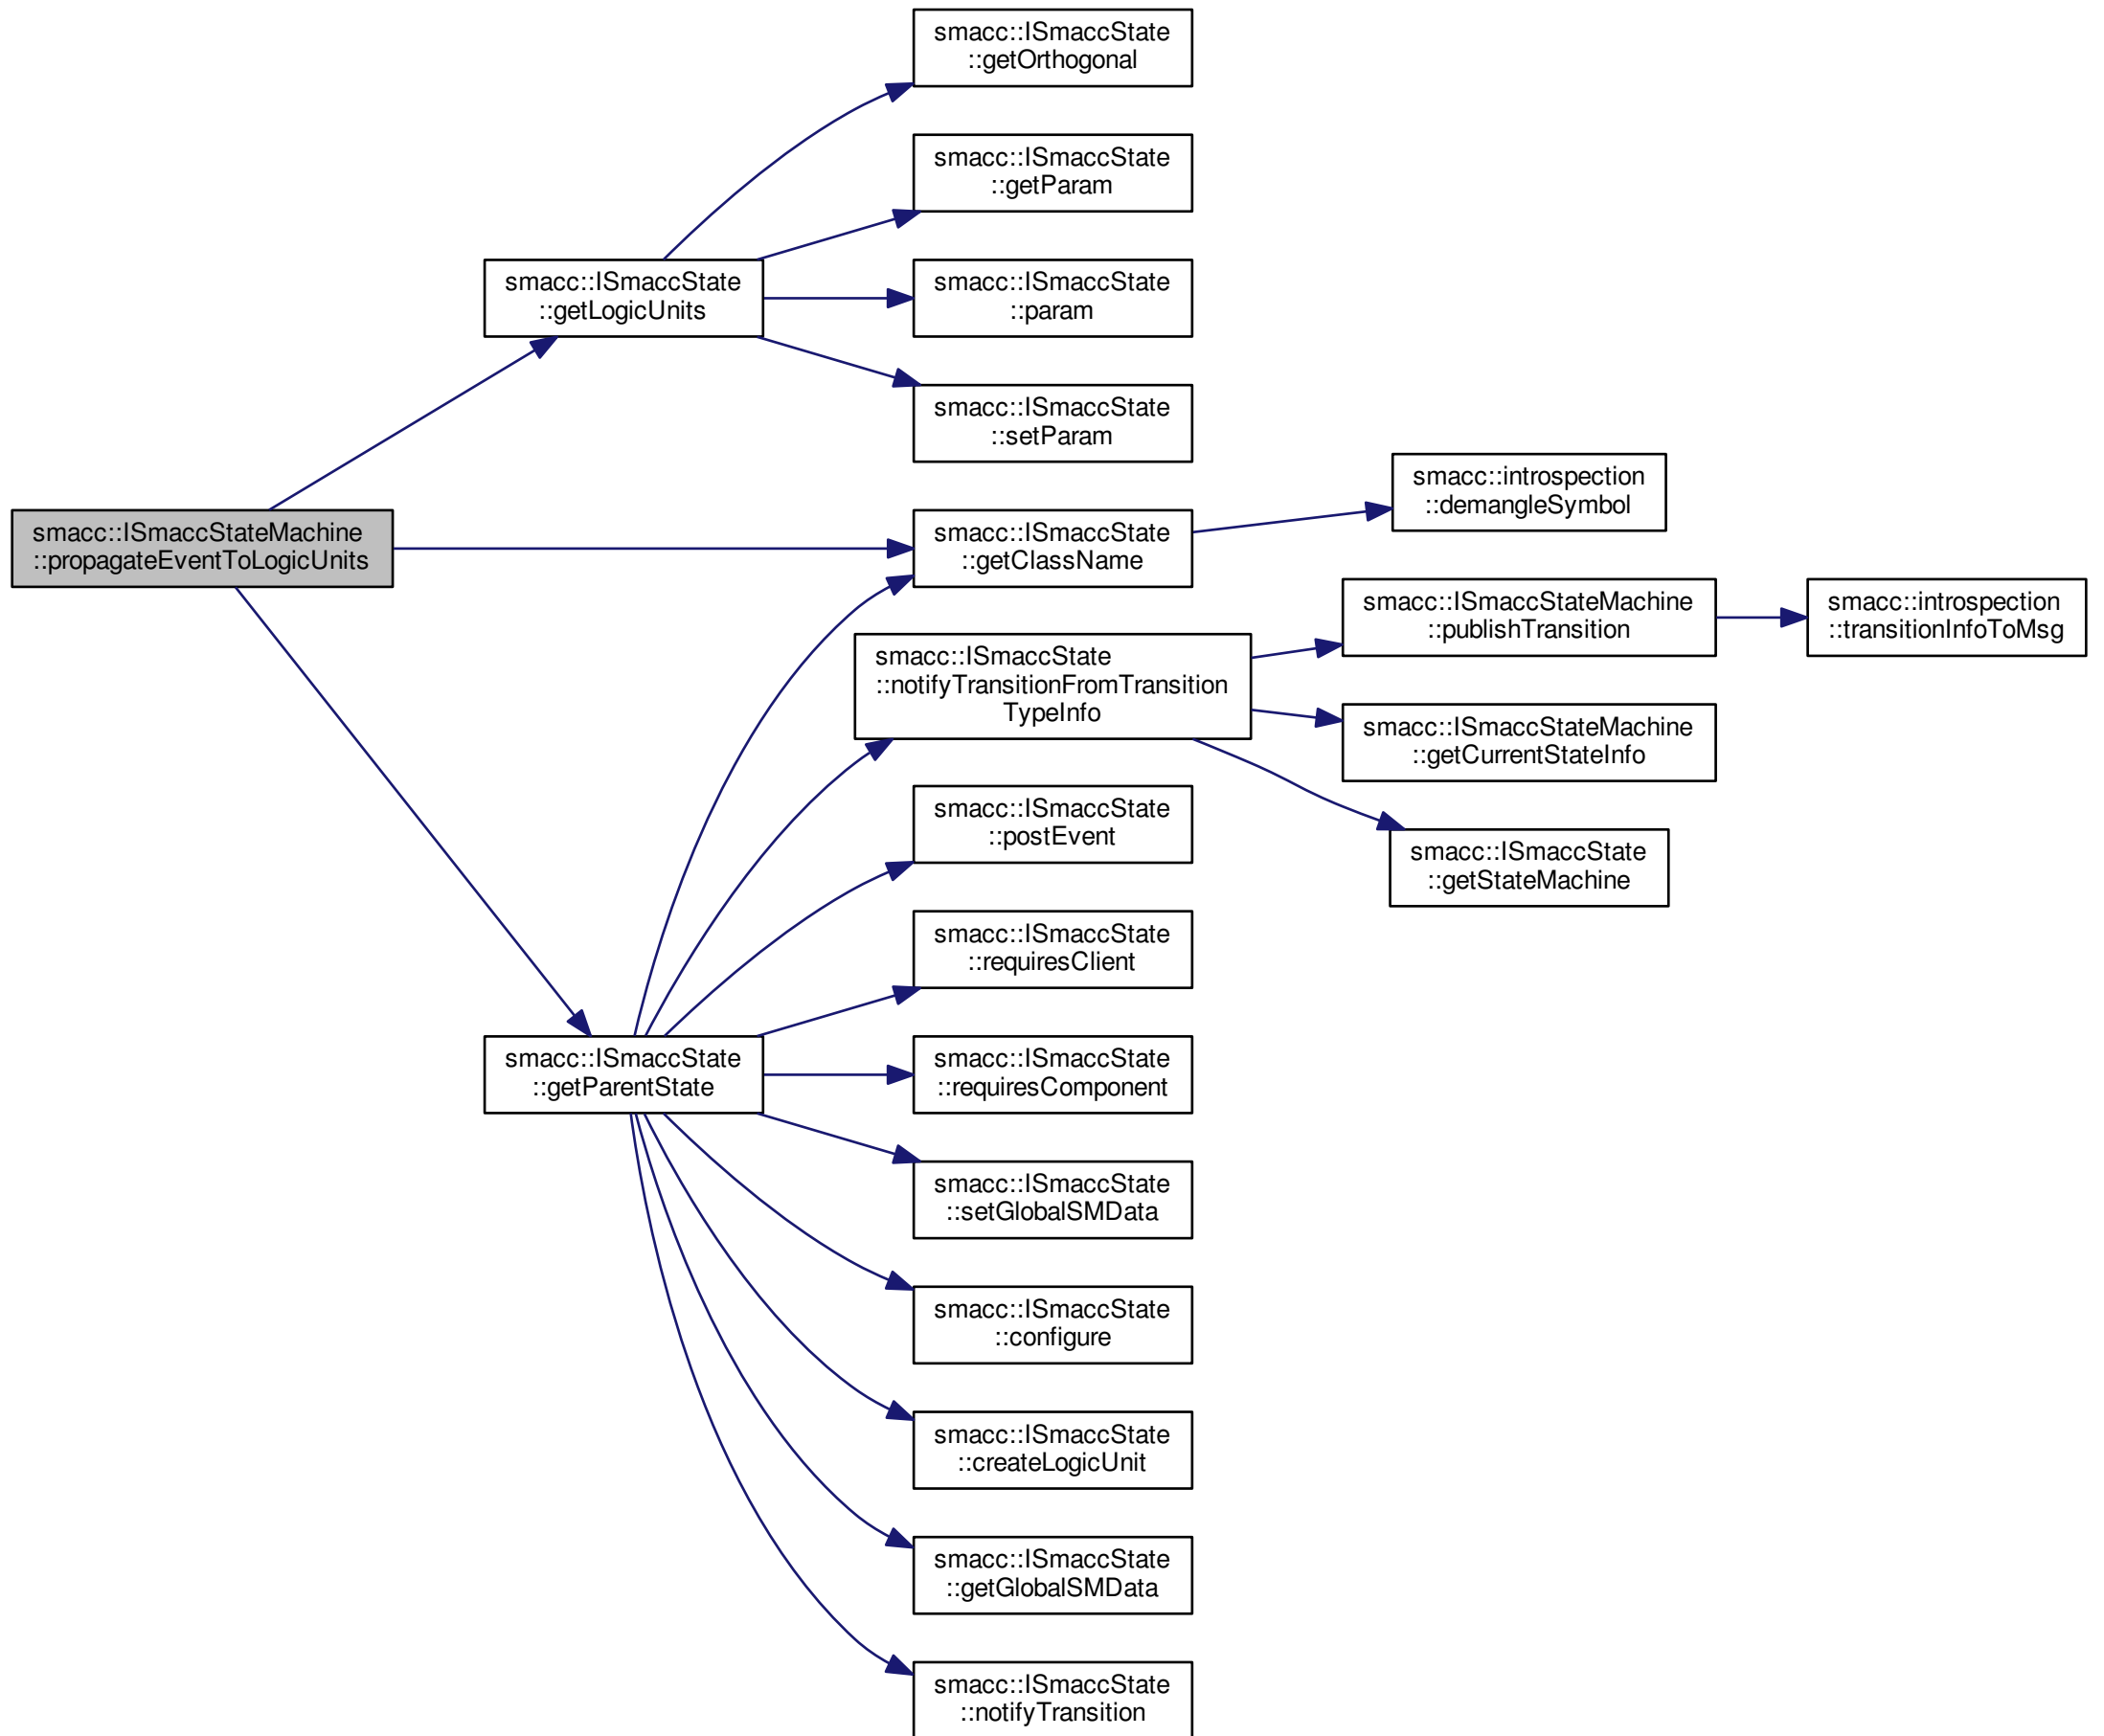 smacc::ISmaccState
::getOrthogonal
smacc::ISmaccState
::getParam
smacc::ISmaccState
::getLogicUnits
smacc::ISmaccState
::param
smacc::ISmaccState
::setParam
smacc::introspection
::demangleSymbol
smacc::ISmaccStateMachine
::propagateEventToLogicUnits
smacc::ISmaccState
::getClassName
smacc::ISmaccStateMachine
::publishTransition
smacc::introspection
::transitionInfoToMsg
smacc::ISmaccState
::notifyTransitionFromTransition
TypeInfo
smacc::ISmaccStateMachine
::getCurrentStateInfo
smacc::ISmaccState
::postEvent
smacc::ISmaccState
::getStateMachine
smacc::ISmaccState
::requiresClient
smacc::ISmaccState
::getParentState
smacc::ISmaccState
::requiresComponent
smacc::ISmaccState
::setGlobalSMData
smacc::ISmaccState
::configure
smacc::ISmaccState
::createLogicUnit
smacc::ISmaccState
::getGlobalSMData
smacc::ISmaccState
::notifyTransition